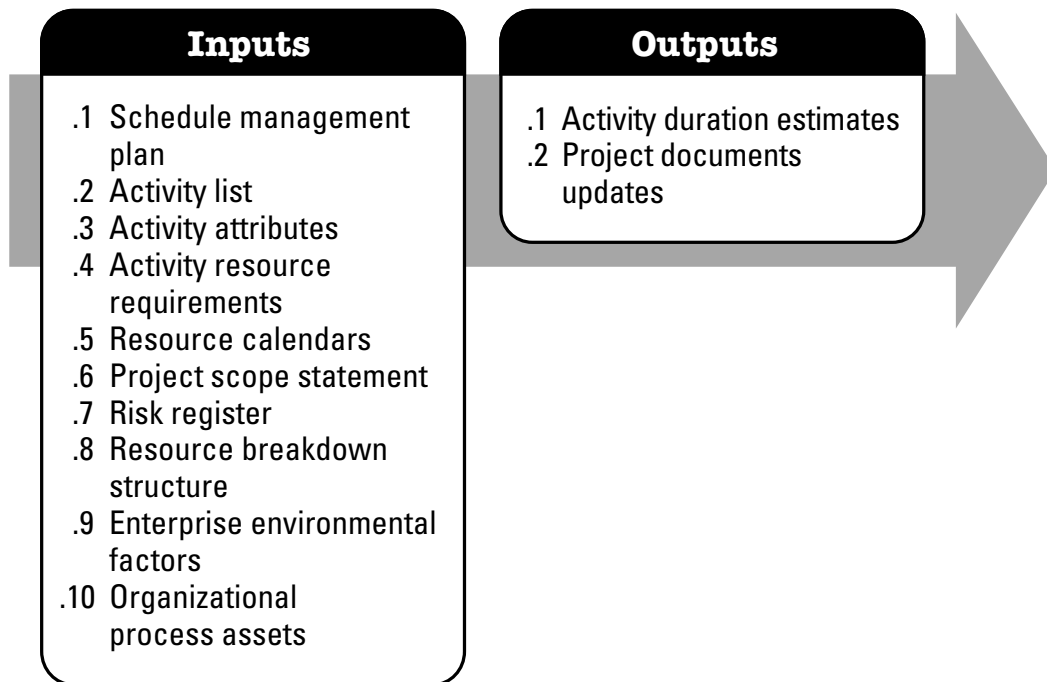 Inputs
.1 Schedule management
plan
.2 Activity list
.3 Activity attributes
.4 Activity resource
requirements
.5 Resource calendars
.6 Project scope statement
.7 Risk register
.8 Resource breakdown
structure
.9 Enterprise environmental
factors
.10 Organizational
process assets
Outputs
.1 Activity duration estimates
.2 Project documents
updates